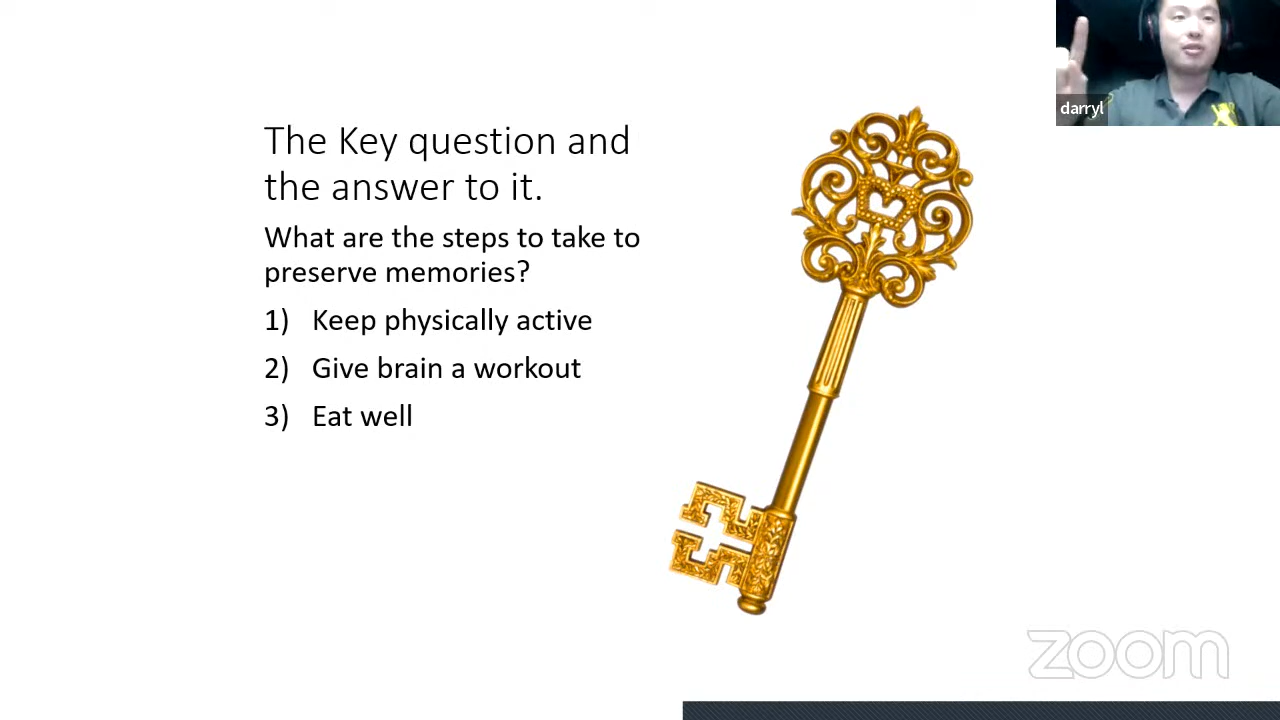 darryl
The Key question and
the answer to it.
What are the steps to take to
preserve memories?
1) Keep physically active
2) Give brain a workout
3) Eat well
zoom